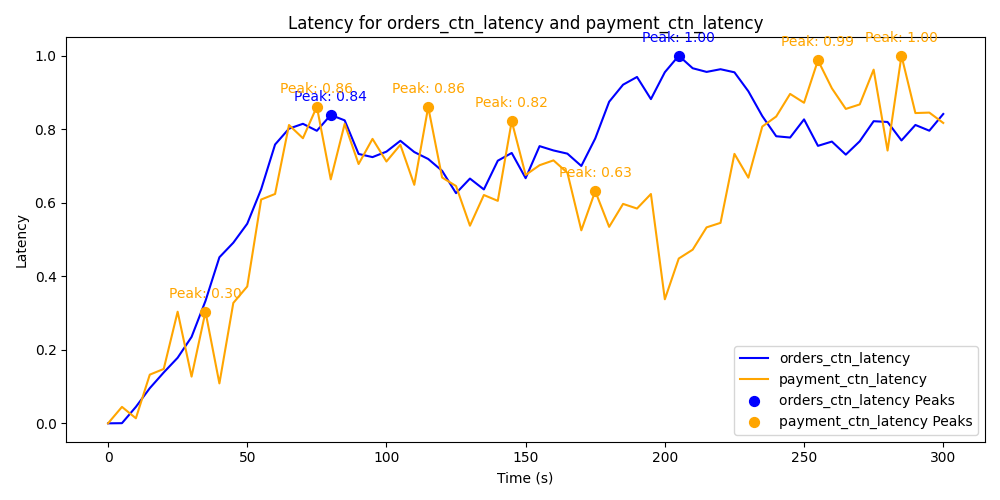 Latency for orders_ctn_latency and payment_ctn_latency
Peak: 1.00
Peak: 0.99
Peak: 1.00
Peak: 0.86
Peak: 0.84
Peak: 0.86
Peak: 0.82
Peak: 0.63
Peak: 0.30
Latency
1.0
0.8
0.6
0.4
0.2
0.0
0
50
100
150
200
250
300
Time (s)
orders_ctn_latency
payment_ctn_latency
orders_ctn_latency Peaks
payment_ctn_latency Peaks